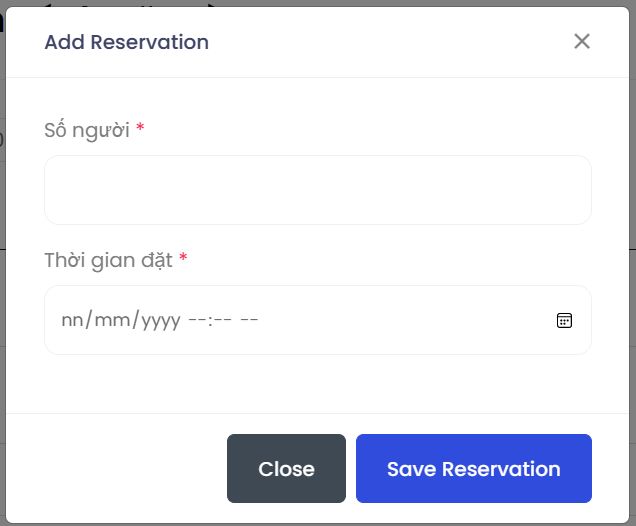 Add Reservation
Số người *
Thời gian đặt *
nn/mm/yyyy --:-- --
Close
Save Reservation